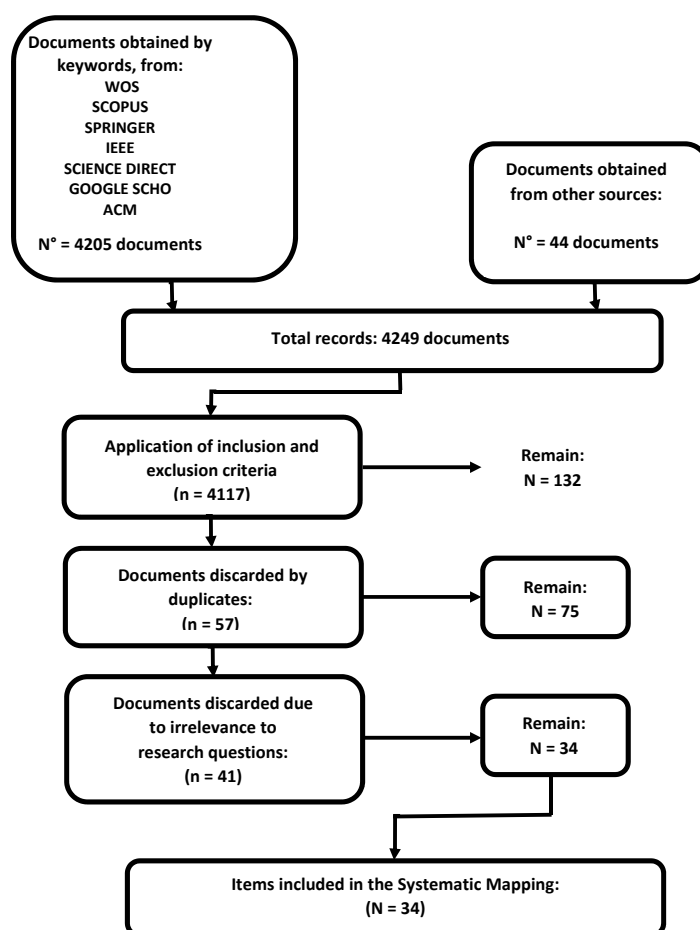 Documents obtained by
keywords, from:
WOS
SCOPUS
SPRINGER
IEEE
SCIENCE DIRECT
GOOGLE SCHO
ACM
N° = 4205 documents
Documents obtained
from other sources:
N° = 44 documents
Total records: 4249 documents
Application of inclusion and
exclusion criteria
(n = 4117)
Remain:
N = 132
Documents discarded by
duplicates:
(n = 57)
Remain:
N = 75
Documents discarded due
to irrelevance to
research questions:
(n = 41)
Remain:
N = 34
Items included in the Systematic Mapping:
(N = 34)